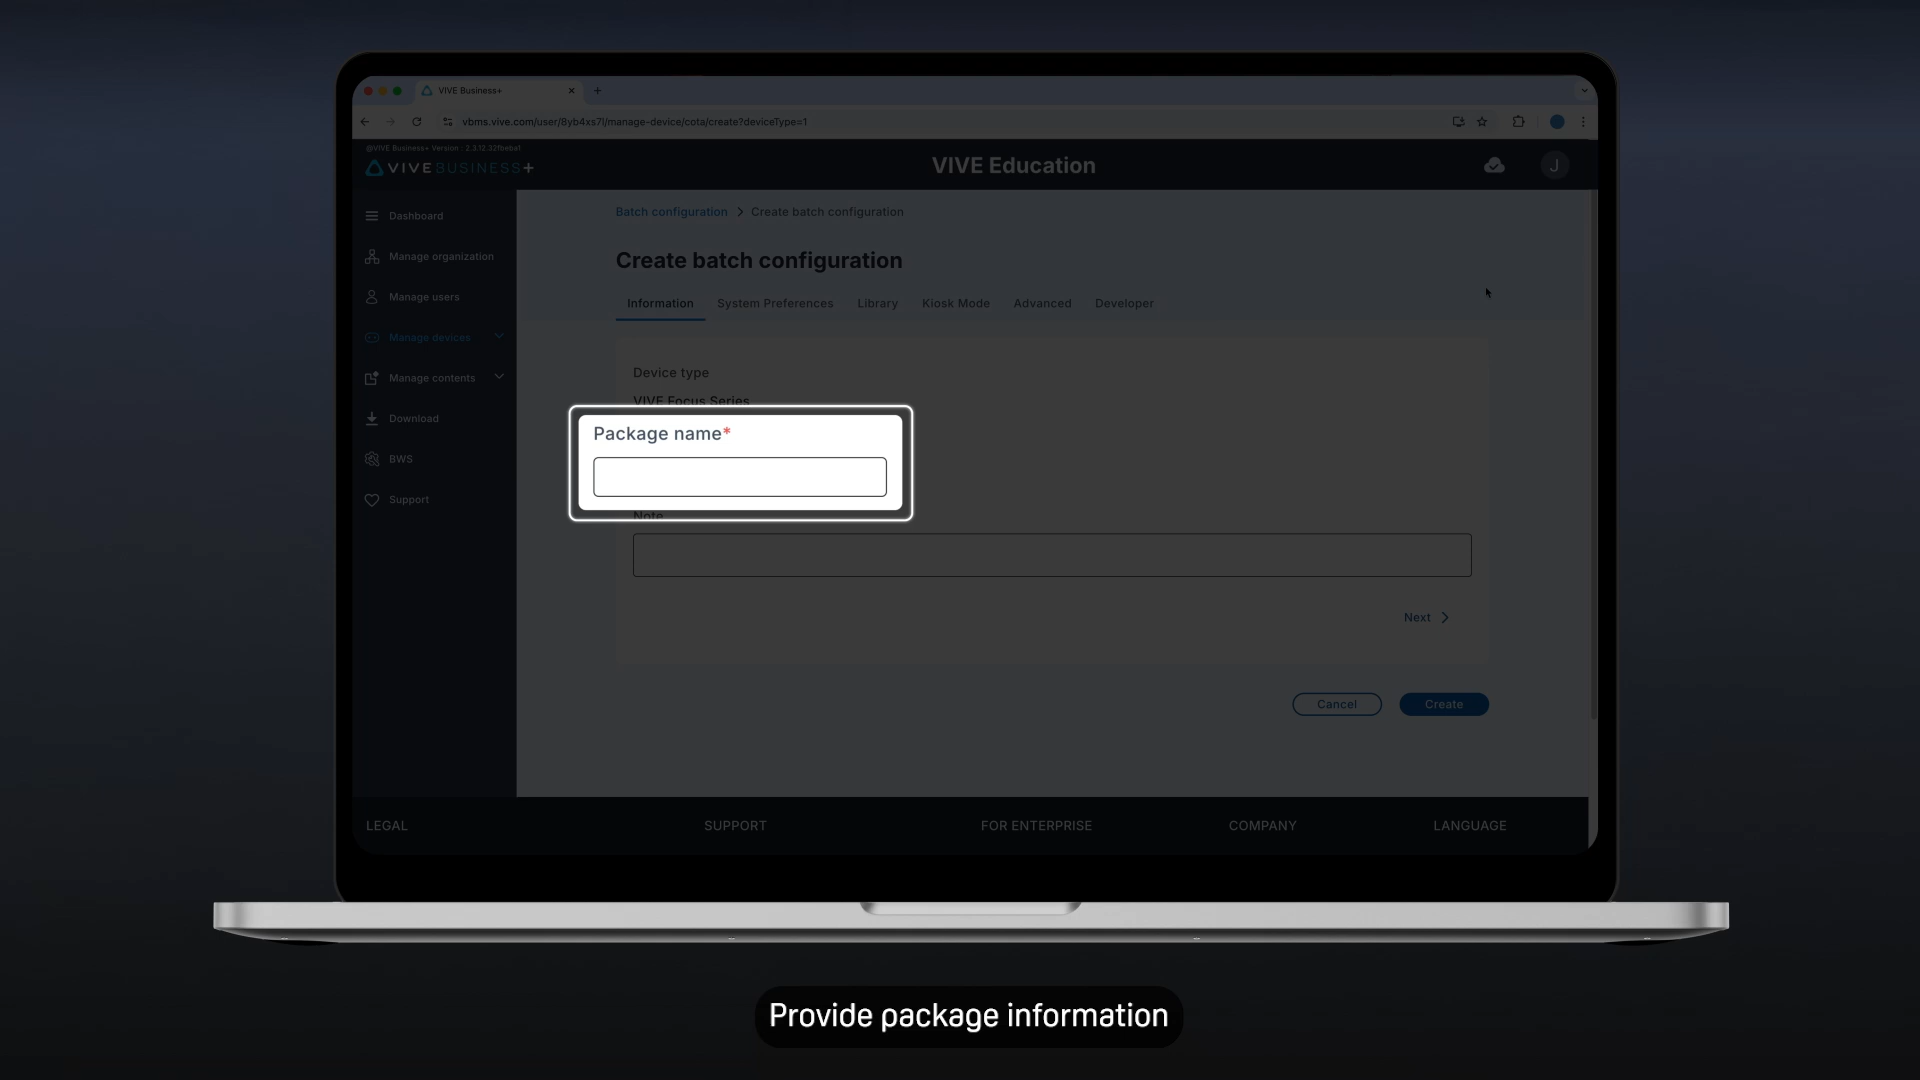 VIVE Business+
vbms.vive.com/user/8yb4xs7l/manage-device/cota/create?deviceType=1
VIVE BUSINESS+
VIVE Education
J
Dashboard
Manage organization
Manage users
Manage devices
Manage contents
Download
BWS
Support
Batch configuration > Create batch configuration
Create batch configuration
Information System Preferences Library Kiosk Mode Advanced Developer
Device type
VIVE Focus Series
Package name*
Note
Next >
Cancel Create
LEGAL SUPPORT FOR ENTERPRISE COMPANY LANGUAGE
Provide package information